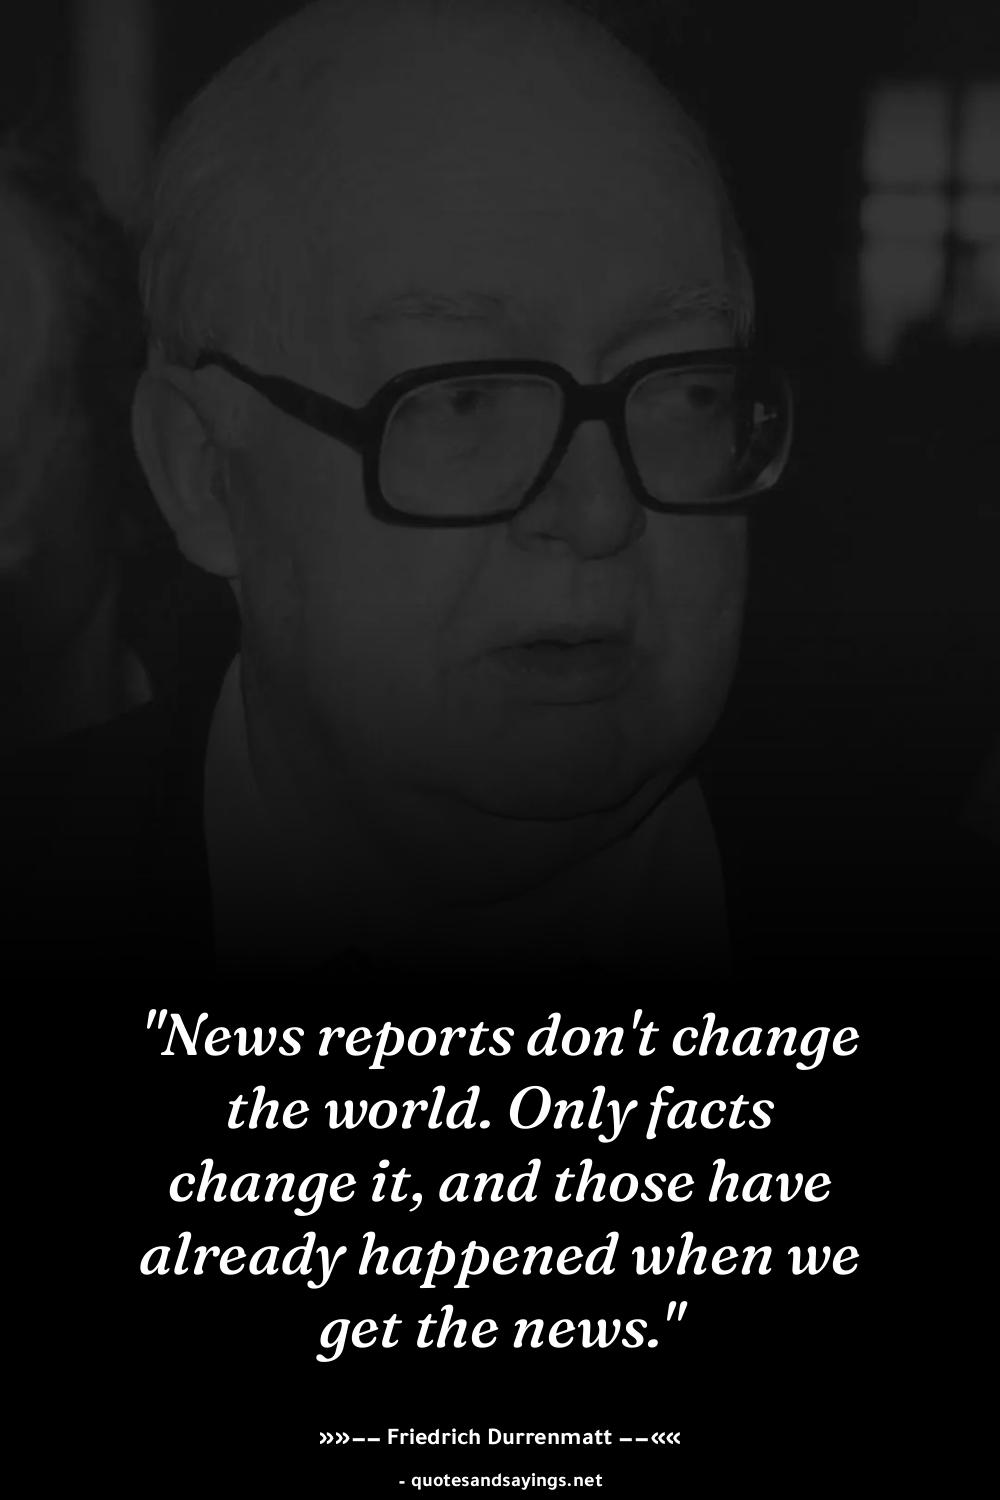 "News reports don't change
the world. Only facts
change it, and those have
already happened when we
get the news."
»»–– Friedrich Durrenmatt ––««
- quotesandsayings.net